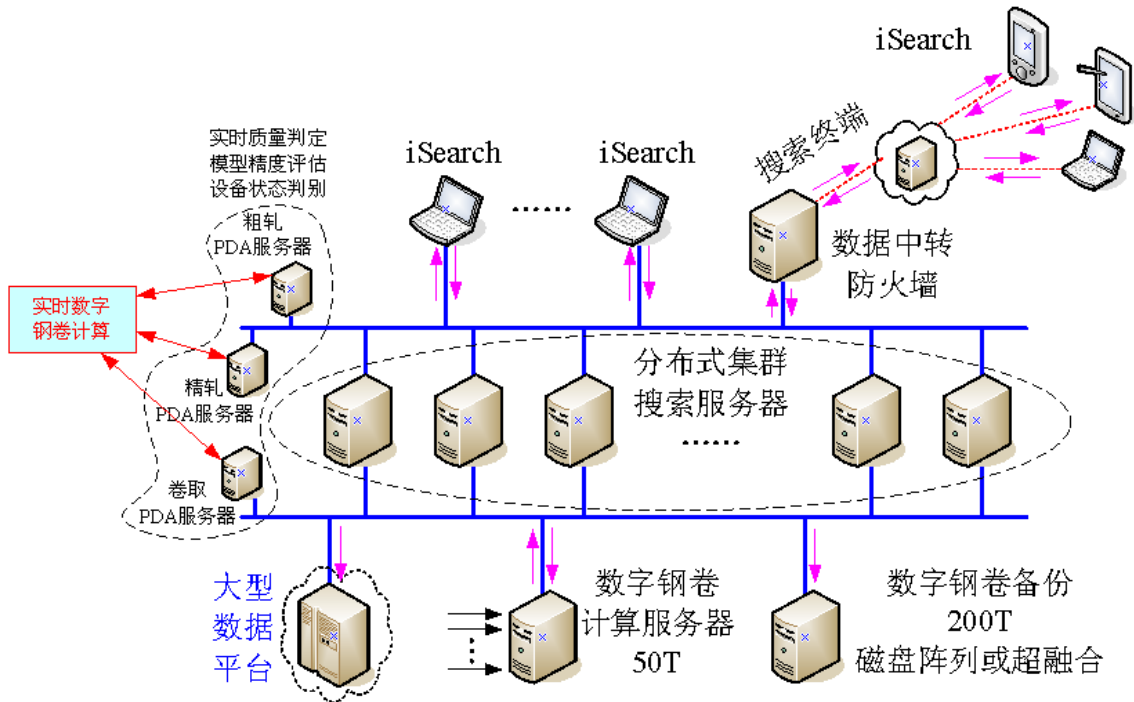 iSearch
实时质量判定
模型精度评估
设备状态判别
iSearch
iSearch
搜索终端
……
粗轧
PDA服务器
数据中转
防火墙
实时数字
钢卷计算
分布式集群
搜索服务器
……
精轧
PDA服务器
卷取
PDA服务器
大型
数据
平台
数字钢卷
计算服务器
50T
数字钢卷备份
200T
磁盘阵列或超融合